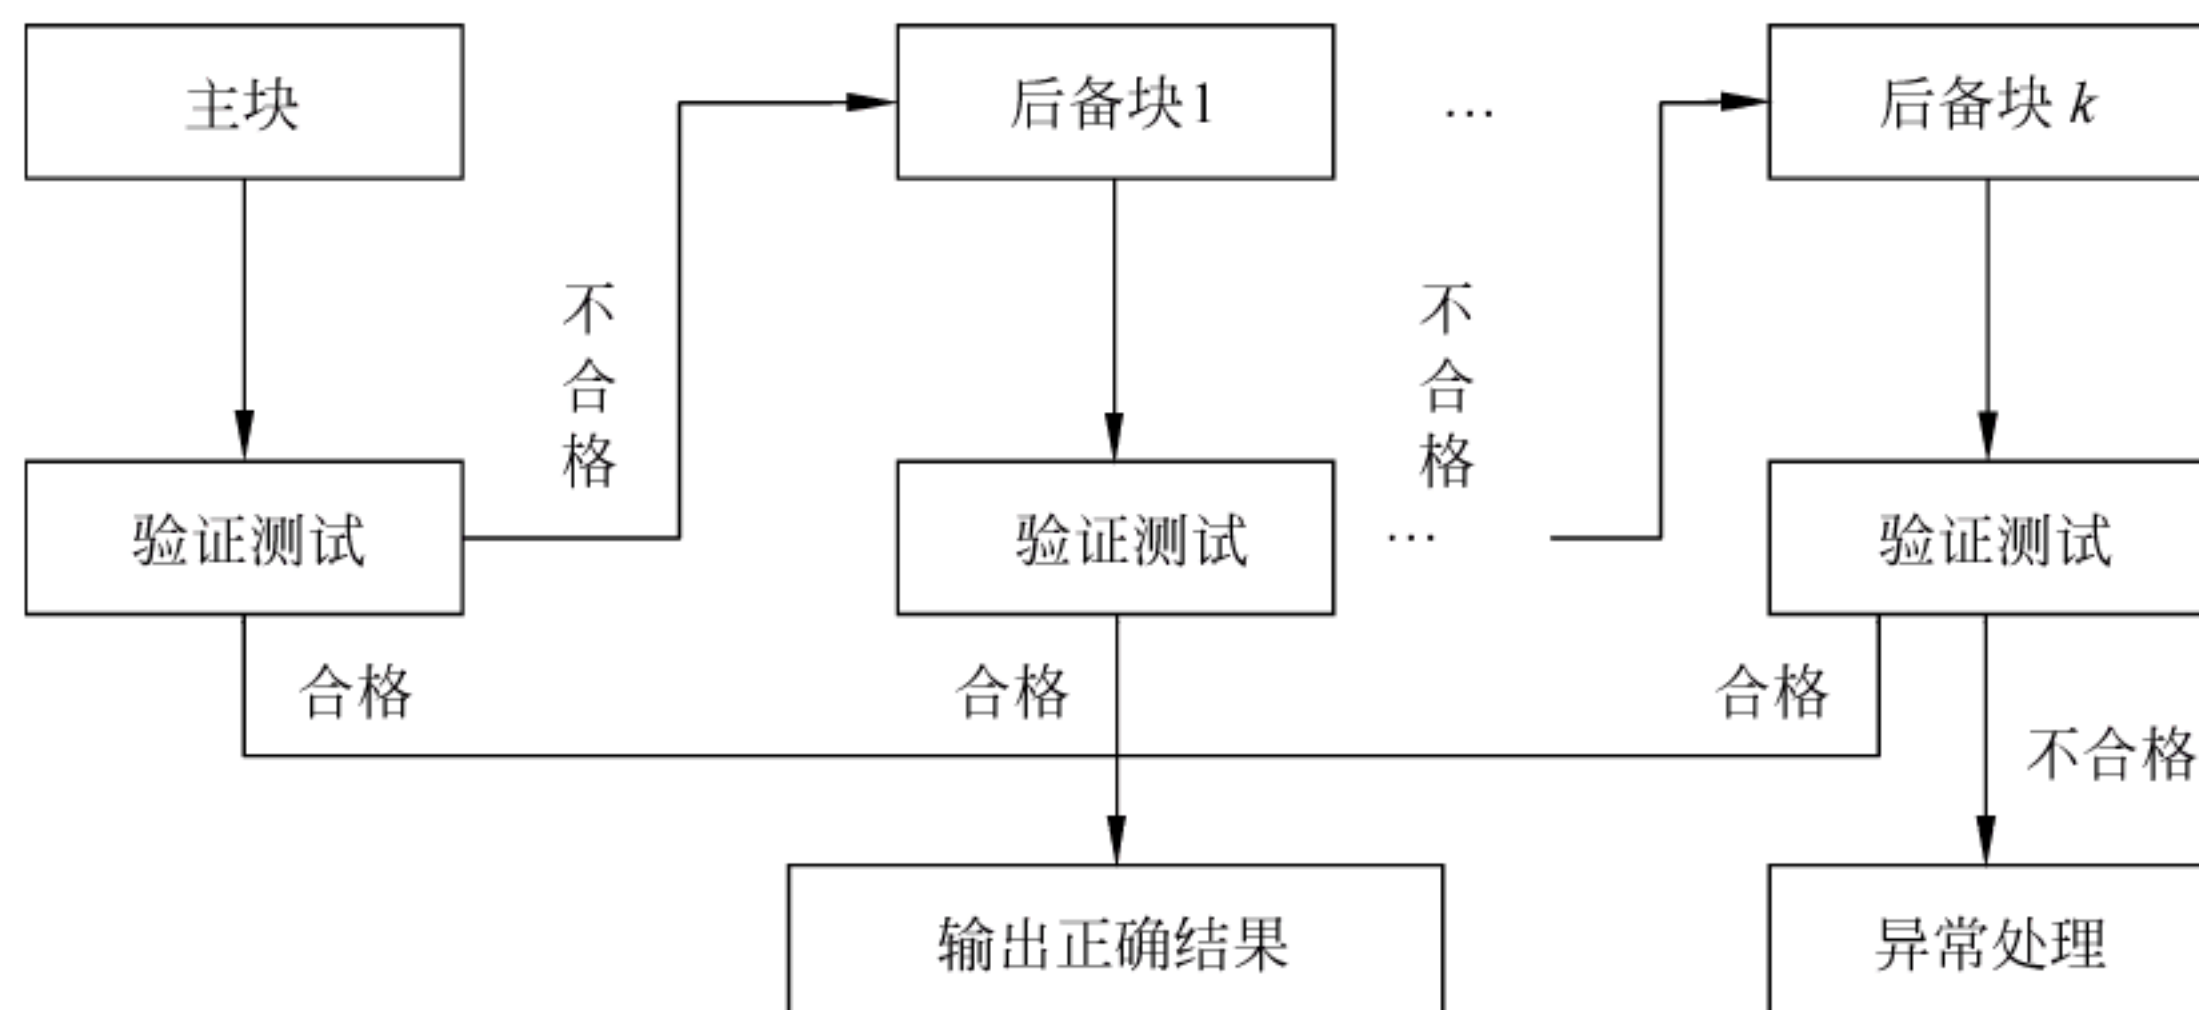 主块
后备块1
…
后备块 k
不合格
不合格
验证测试
验证测试
…
验证测试
合格
合格
合格
不合格
输出正确结果
异常处理